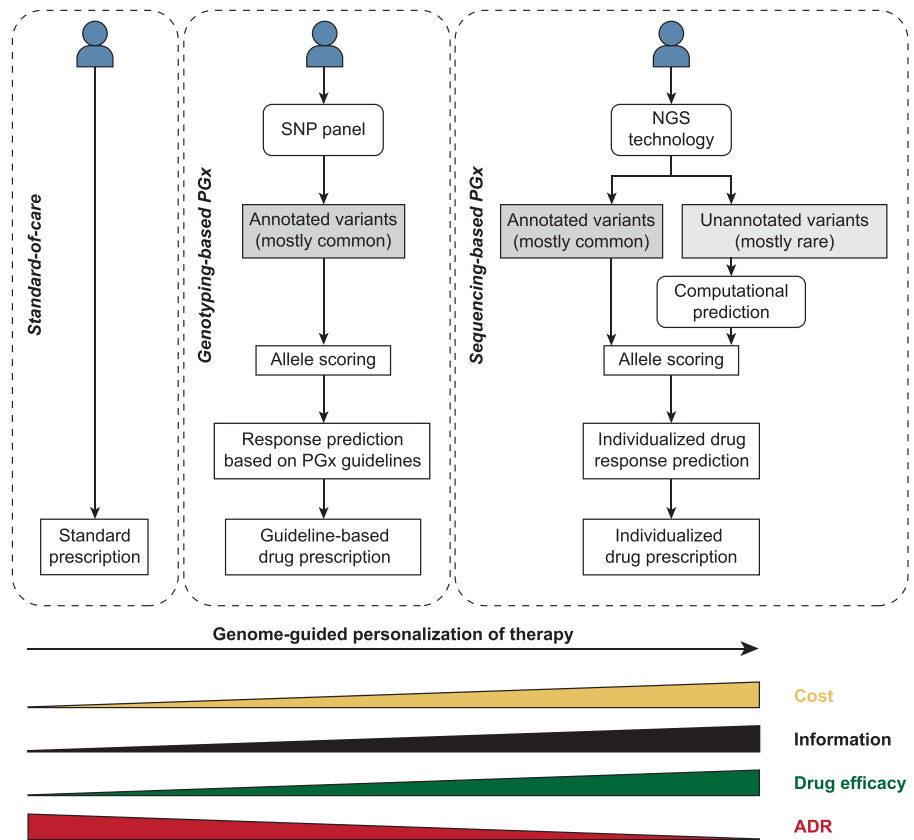 Standard-of-care
Standard
prescription
Genotyping-based PGx
SNP panel
Annotated variants
(mostly common)
Allele scoring
Response prediction
based on PGx guidelines
Guideline-based
drug prescription
Sequencing-based PGx
NGS
technology
Annotated variants
(mostly common)
Unannotated variants
(mostly rare)
Computational
prediction
Allele scoring
Individualized drug
response prediction
Individualized
drug prescription
Genome-guided personalization of therapy
Cost
Information
Drug efficacy
ADR